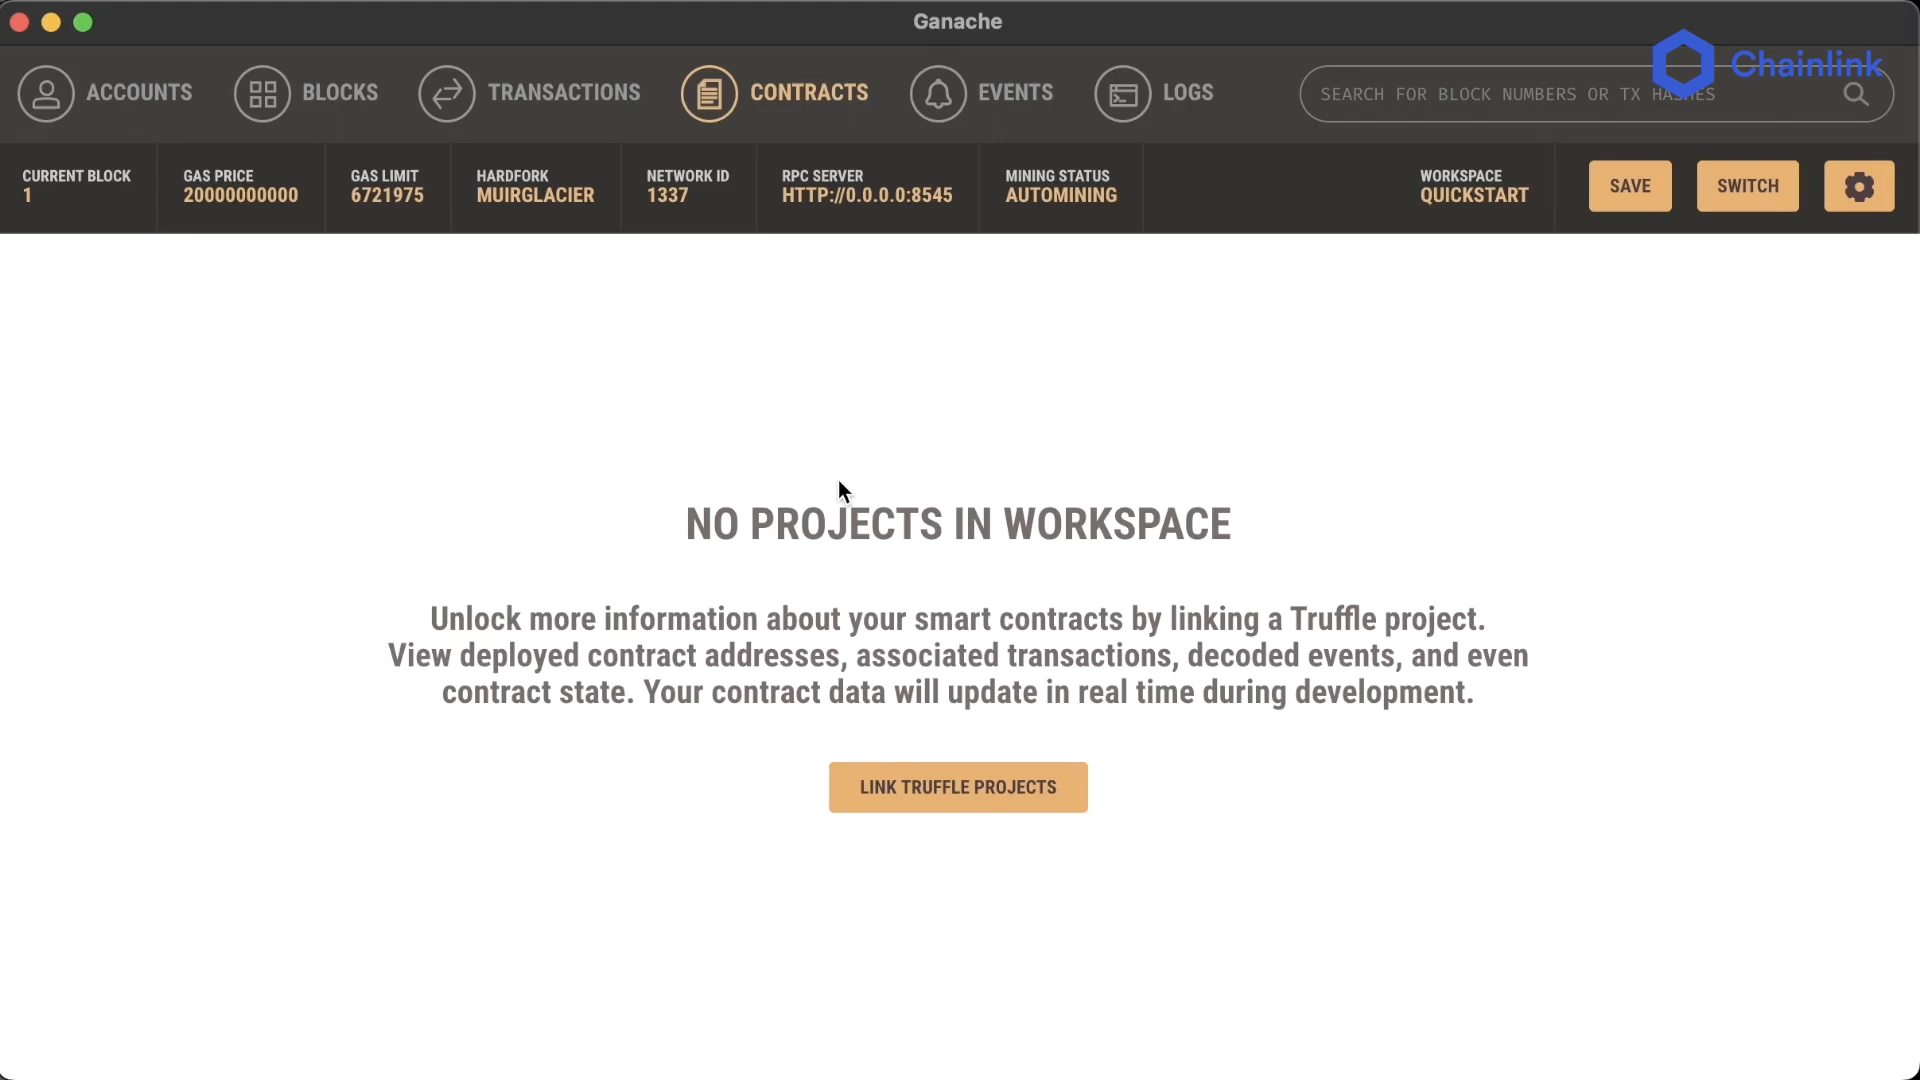 Ganache
ACCOUNTS BLOCKS TRANSACTIONS CONTRACTS EVENTS LOGS SEARCH FOR BLOCK NUMBERS OR TX HASHES Chainlink
CURRENT BLOCK GAS PRICE GAS LIMIT HARDFORK NETWORK ID RPC SERVER MINING STATUS WORKSPACE
1 20000000000 6721975 MUIRGLACIER 1337 HTTP://0.0.0.0:8545 AUTOMINING QUICKSTART SAVE SWITCH
NO PROJECTS IN WORKSPACE
Unlock more information about your smart contracts by linking a Truffle project.
View deployed contract addresses, associated transactions, decoded events, and even
contract state. Your contract data will update in real time during development.
LINK TRUFFLE PROJECTS